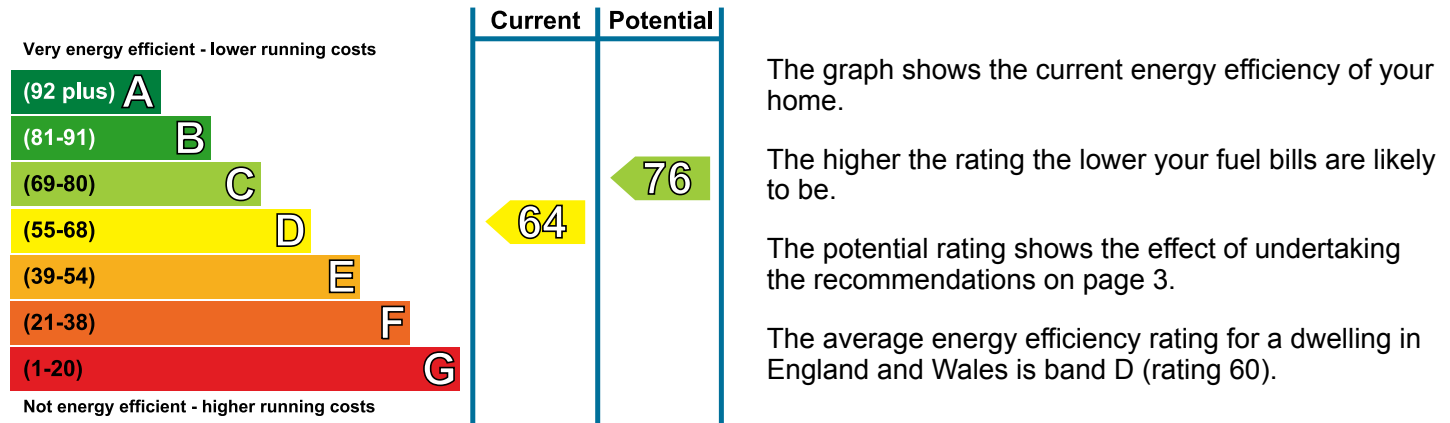 Current Potential
Very energy efficient - lower running costs
(92 plus) A
(81-91) B
(69-80) C
(55-68) D
(39-54) E
(21-38) F
(1-20) G
Not energy efficient - higher running costs
64
76
The graph shows the current energy efficiency of your
home.
The higher the rating the lower your fuel bills are likely
to be.
The potential rating shows the effect of undertaking
the recommendations on page 3.
The average energy efficiency rating for a dwelling in
England and Wales is band D (rating 60).